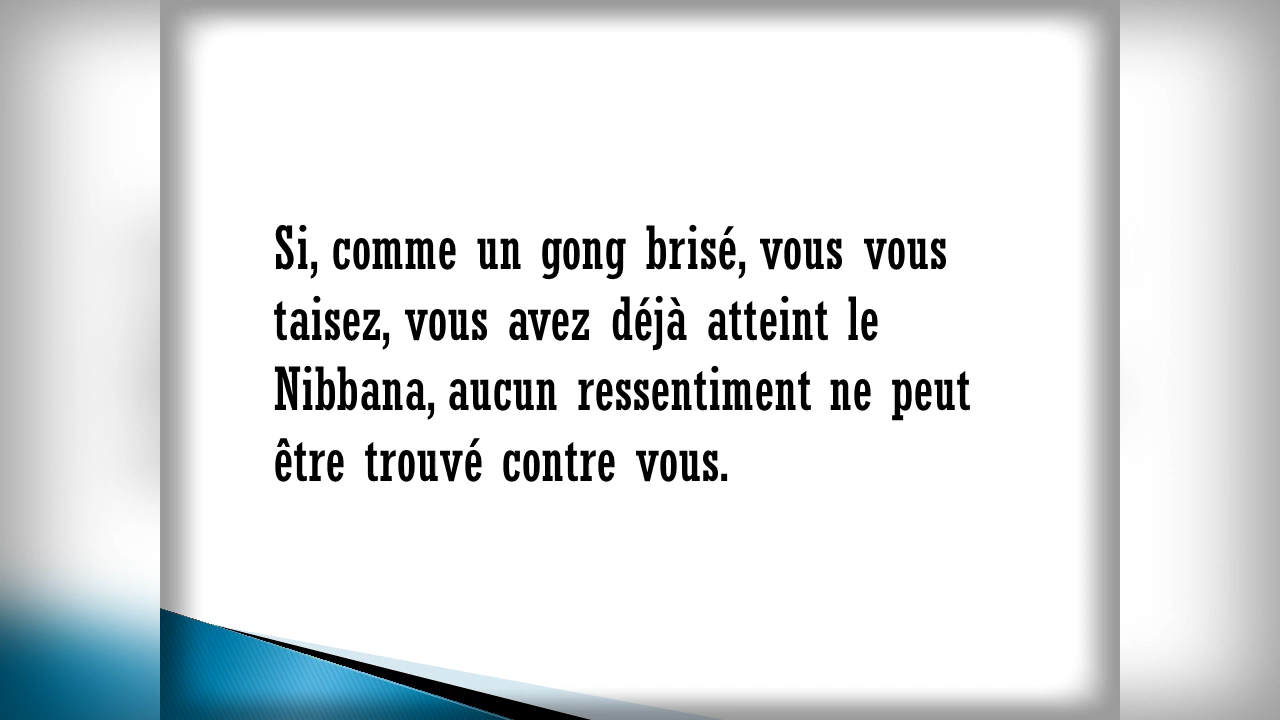 Si, comme un gong brisé, vous vous
taisez, vous avez déjà atteint le
Nibbana, aucun ressentiment ne peut
être trouvé contre vous.